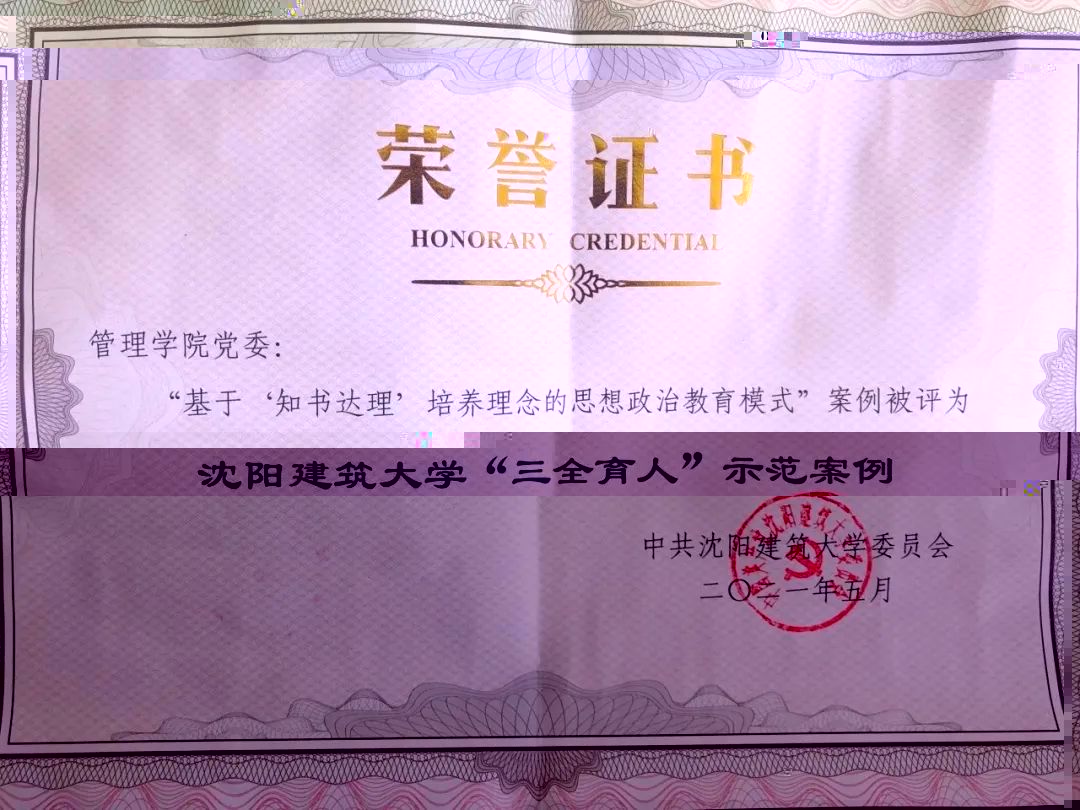 荣誉证书
HONORARY CREDENTIAL
管理学院党委：
“基于‘知书达理’培养理念的思想政治教育模式”案例被评为
沈阳建筑大学“三全育人”示范案例
中共沈阳建筑大学委员会
二〇二一年五月